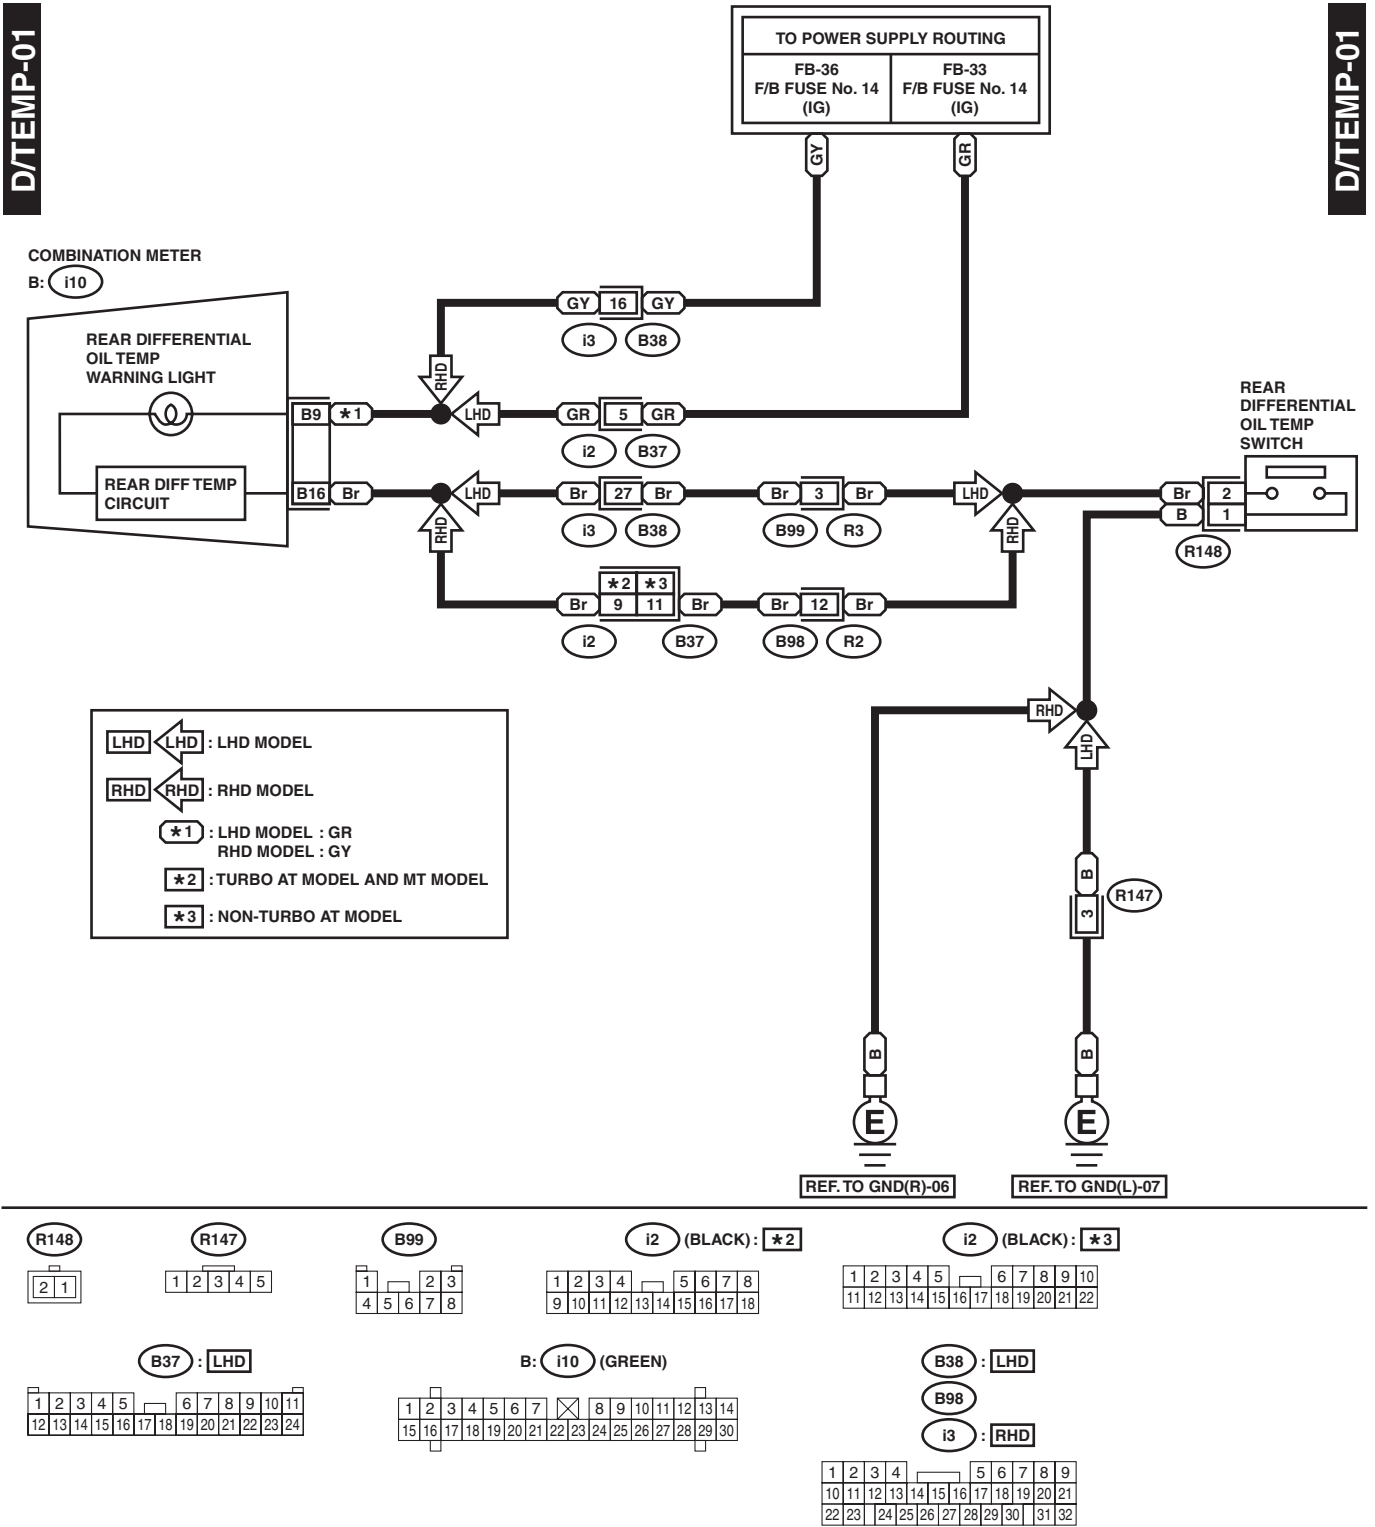 D/TEMP-01
D/TEMP-01
TO POWER SUPPLY ROUTING
FB-36
F/B FUSE No. 14
(IG)
FB-33
F/B FUSE No. 14
(IG)
GY
GR
COMBINATION METER
B: i10
REAR DIFFERENTIAL
OIL TEMP
WARNING LIGHT
REAR DIFF TEMP
CIRCUIT
GY 16 GY
i3 B38
RHD
B9 *1
LHD
GR 5 GR
i2 B37
B16 Br
LHD
Br 27 Br
i3 B38
Br 3 Br
B99 R3
LHD
RHD
RHD
*2 *3
Br 9 11 Br
i2 B37
Br 12 Br
B98 R2
REAR
DIFFERENTIAL
OIL TEMP
SWITCH
Br 2
B 1
R148
RHD
LHD
B
3
R147
B
B
E
E
REF. TO GND(R)-06
REF. TO GND(L)-07
LHD LHD : LHD MODEL
RHD RHD : RHD MODEL
*1 : LHD MODEL : GR
RHD MODEL : GY
*2 : TURBO AT MODEL AND MT MODEL
*3 : NON-TURBO AT MODEL
R148
2 1
R147
1 2 3 4 5
B99
1 2 3
4 5 6 7 8
i2 (BLACK) : *2
1 2 3 4 5 6 7 8
9 10 11 12 13 14 15 16 17 18
i2 (BLACK) : *3
1 2 3 4 5 6 7 8 9 10
11 12 13 14 15 16 17 18 19 20 21 22
B37 : LHD
1 2 3 4 5 6 7 8 9 10 11
12 13 14 15 16 17 18 19 20 21 22 23 24
B: i10 (GREEN)
1 2 3 4 5 6 7 8 9 10 11 12 13 14
15 16 17 18 19 20 21 22 23 24 25 26 27 28 29 30
B38 : LHD
B98
i3 : RHD
1 2 3 4 5 6 7 8 9
10 11 12 13 14 15 16 17 18 19 20 21
22 23 24 25 26 27 28 29 30 31 32